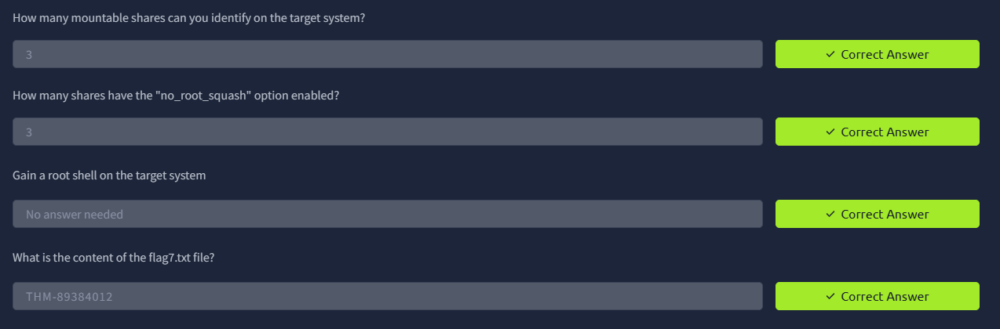 How many mountable shares can you identify on the target system?
3
✓ Correct Answer
How many shares have the "no_root_squash" option enabled?
3
✓ Correct Answer
Gain a root shell on the target system
No answer needed
✓ Correct Answer
What is the content of the flag7.txt file?
THM-89384012
✓ Correct Answer